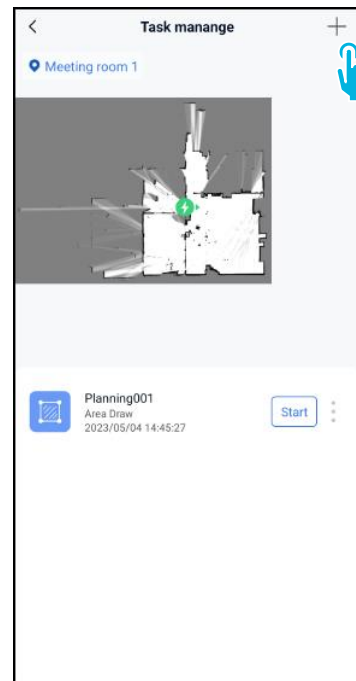 Task manange
Meeting room 1
Planning001
Area Draw
2023/05/04 14:45:27
Start